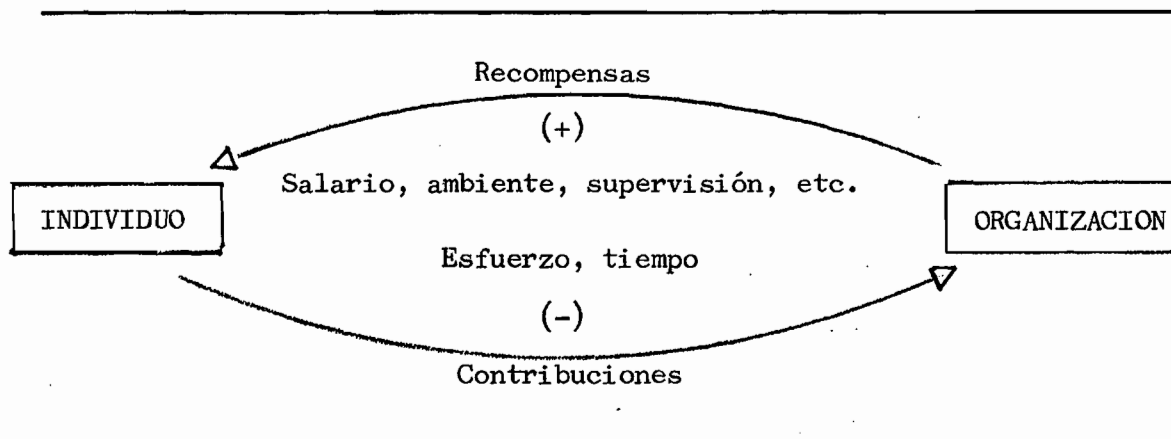 Recompensas
(+)
Salario, ambiente, supervisión, etc.
INDIVIDUO
ORGANIZACION
Esfuerzo, tiempo
(-)
Contribuciones